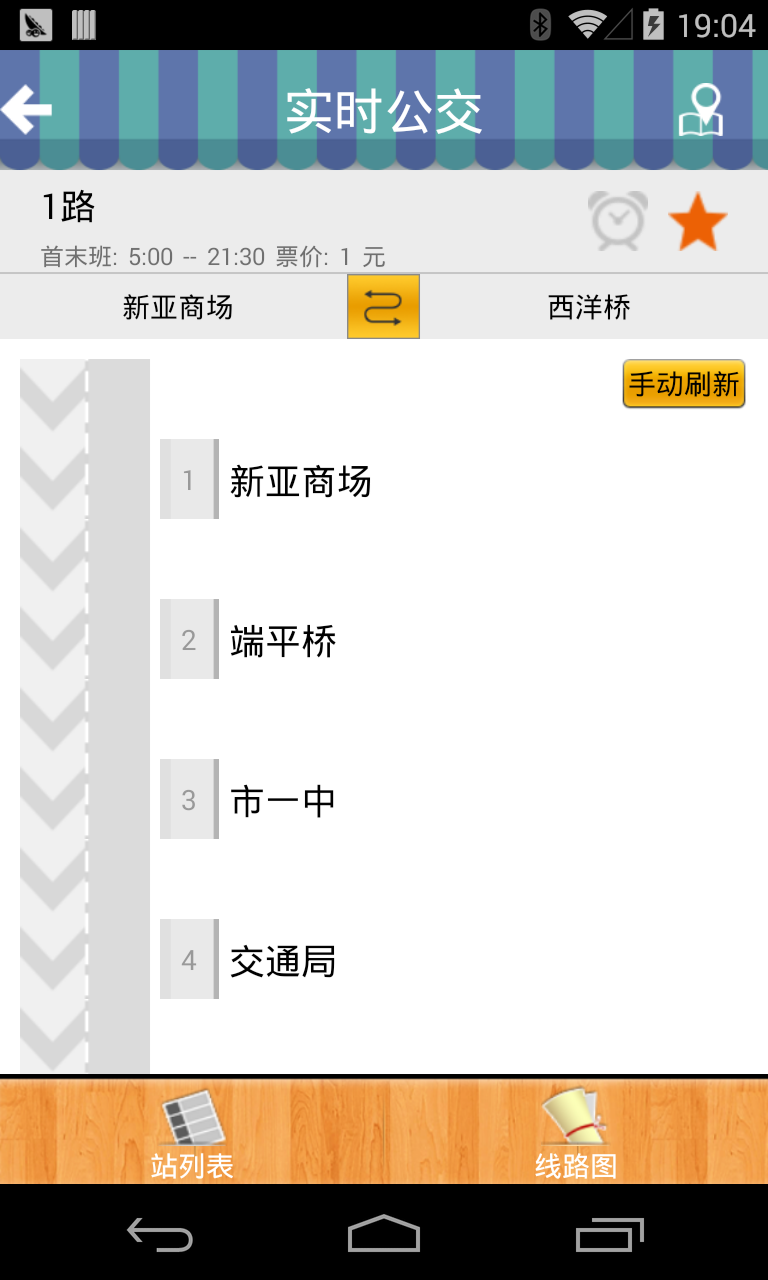 19:04
实时公交
1路
首末班: 5:00 -- 21:30 票价: 1 元
新亚商场
西洋桥
手动刷新
1 新亚商场
2 端平桥
3 市一中
4 交通局
站列表
线路图